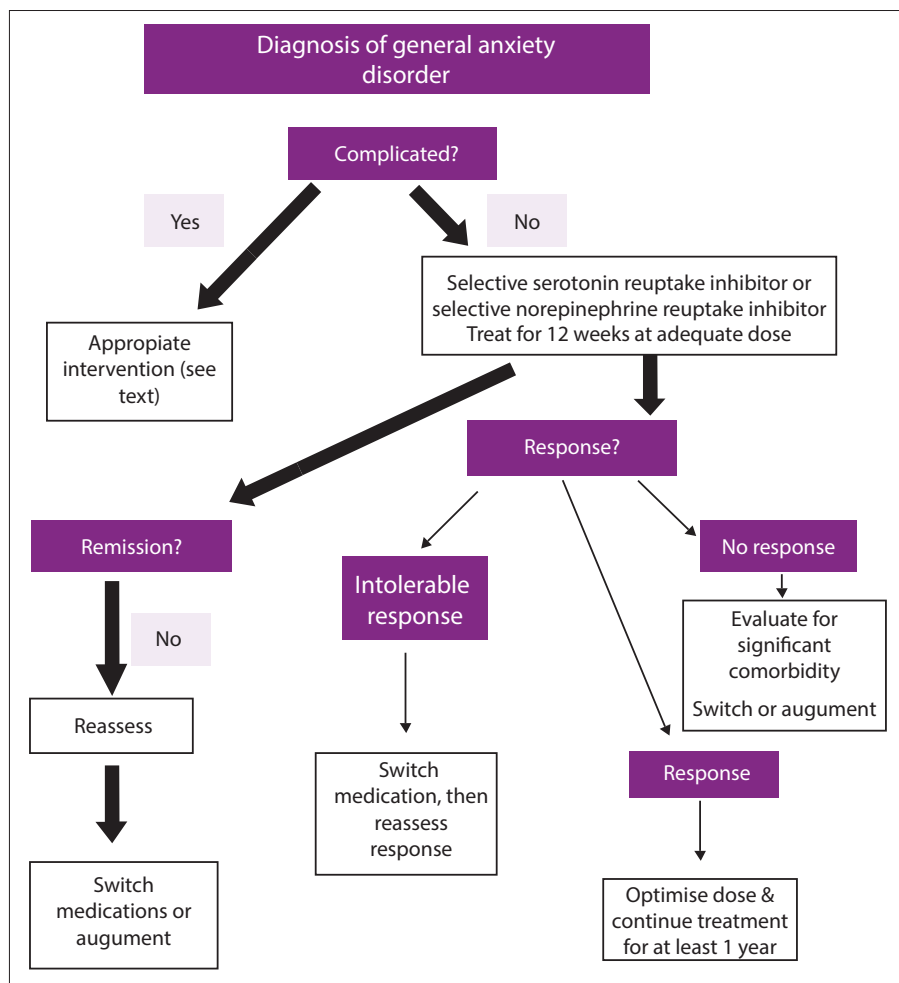 Diagnosis of general anxiety
disorder
Complicated?
Yes
No
Selective serotonin reuptake inhibitor or
selective norepinephrine reuptake inhibitor
Treat for 12 weeks at adequate dose
Appropiate
intervention (see
text)
Response?
Remission?
No response
Intolerable
response
Evaluate for
significant
comorbidity
Switch or augument
No
Reassess
Switch
medication, then
reassess
response
Response
Switch
medications or
augument
Optimise dose &
continue treatment
for at least 1 year